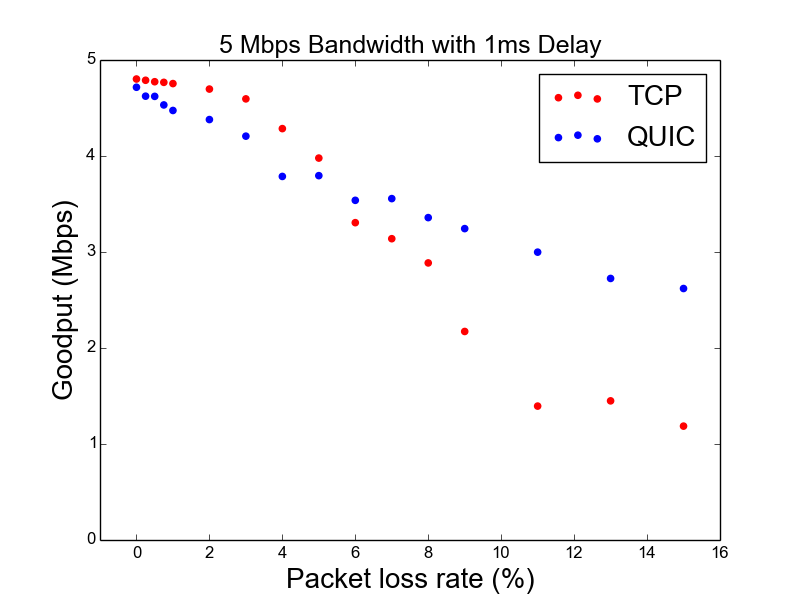 5 Mbps Bandwidth with 1ms Delay
TCP
QUIC
Goodput (Mbps)
5
4
3
2
1
0
0 2 4 6 8 10 12 14 16
Packet loss rate (%)